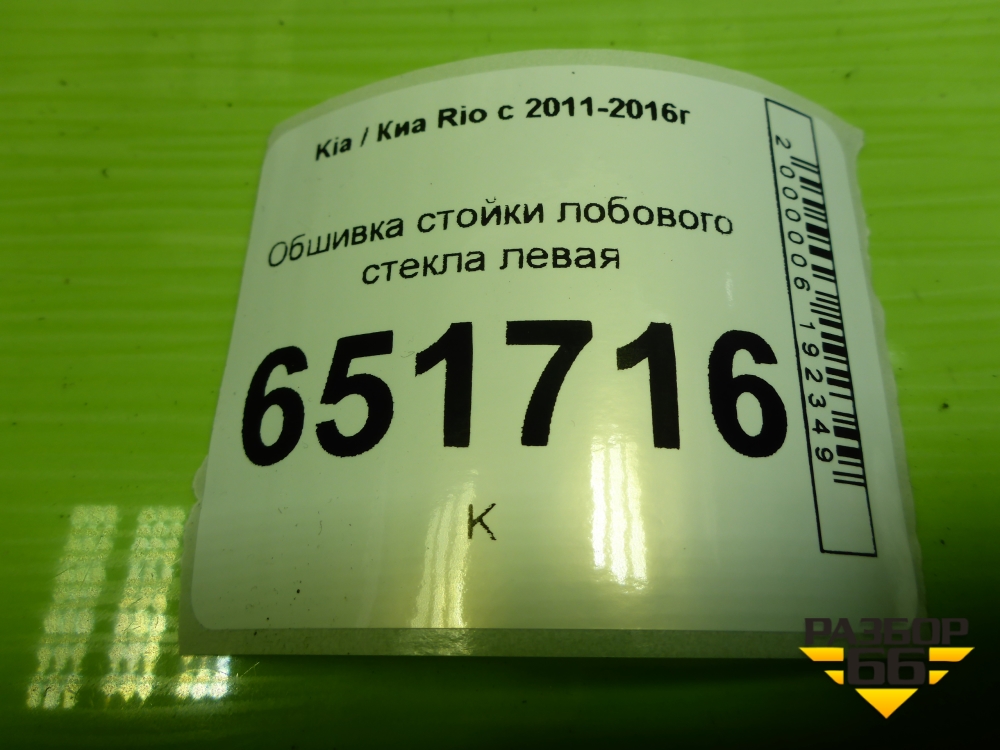 Kia / Киа Rio с 2011-2016г
Обшивка стойки лобового
стекла левая
651716
К
2000006192349
РАЗБОР
66